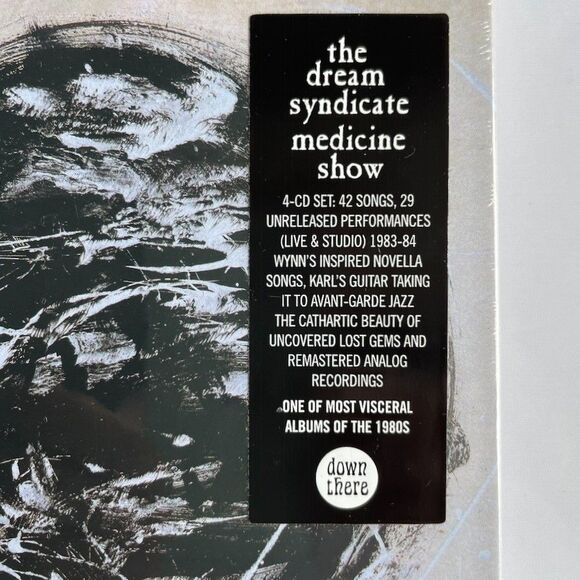 the
dream
syndicate
medicine
show
4-CD SET: 42 SONGS, 29
UNRELEASED PERFORMANCES
(LIVE & STUDIO) 1983-84
WYNN'S INSPIRED NOVELLA
SONGS, KARL'S GUITAR TAKING
IT TO AVANT-GARDE JAZZ
THE CATHARTIC BEAUTY OF
UNCOVERED LOST GEMS AND
REMASTERED ANALOG
RECORDINGS
ONE OF MOST VISCERAL
ALBUMS OF THE 1980S
down
there